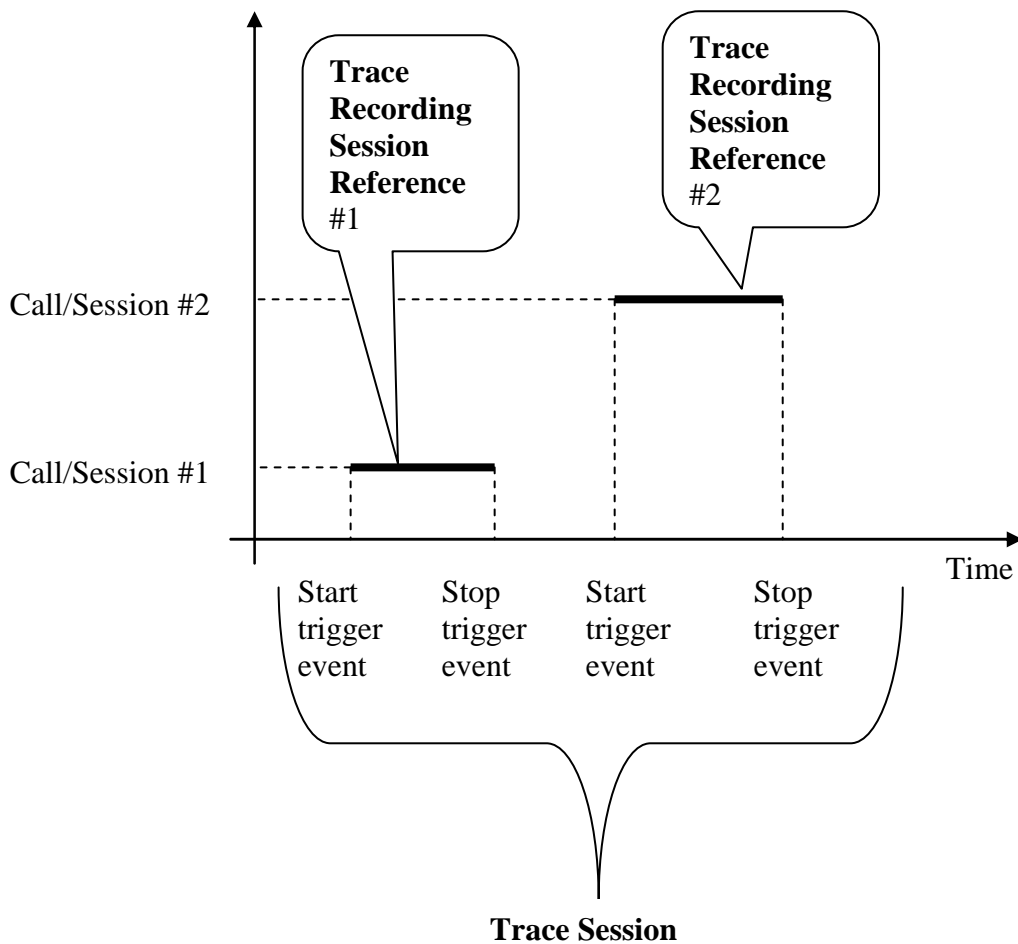 Trace
Recording
Session
Reference
#1
Trace
Recording
Session
Reference
#2
Call/Session #2
Call/Session #1
Time
Start
trigger
event
Stop
trigger
event
Start
trigger
event
Stop
trigger
event
Trace Session